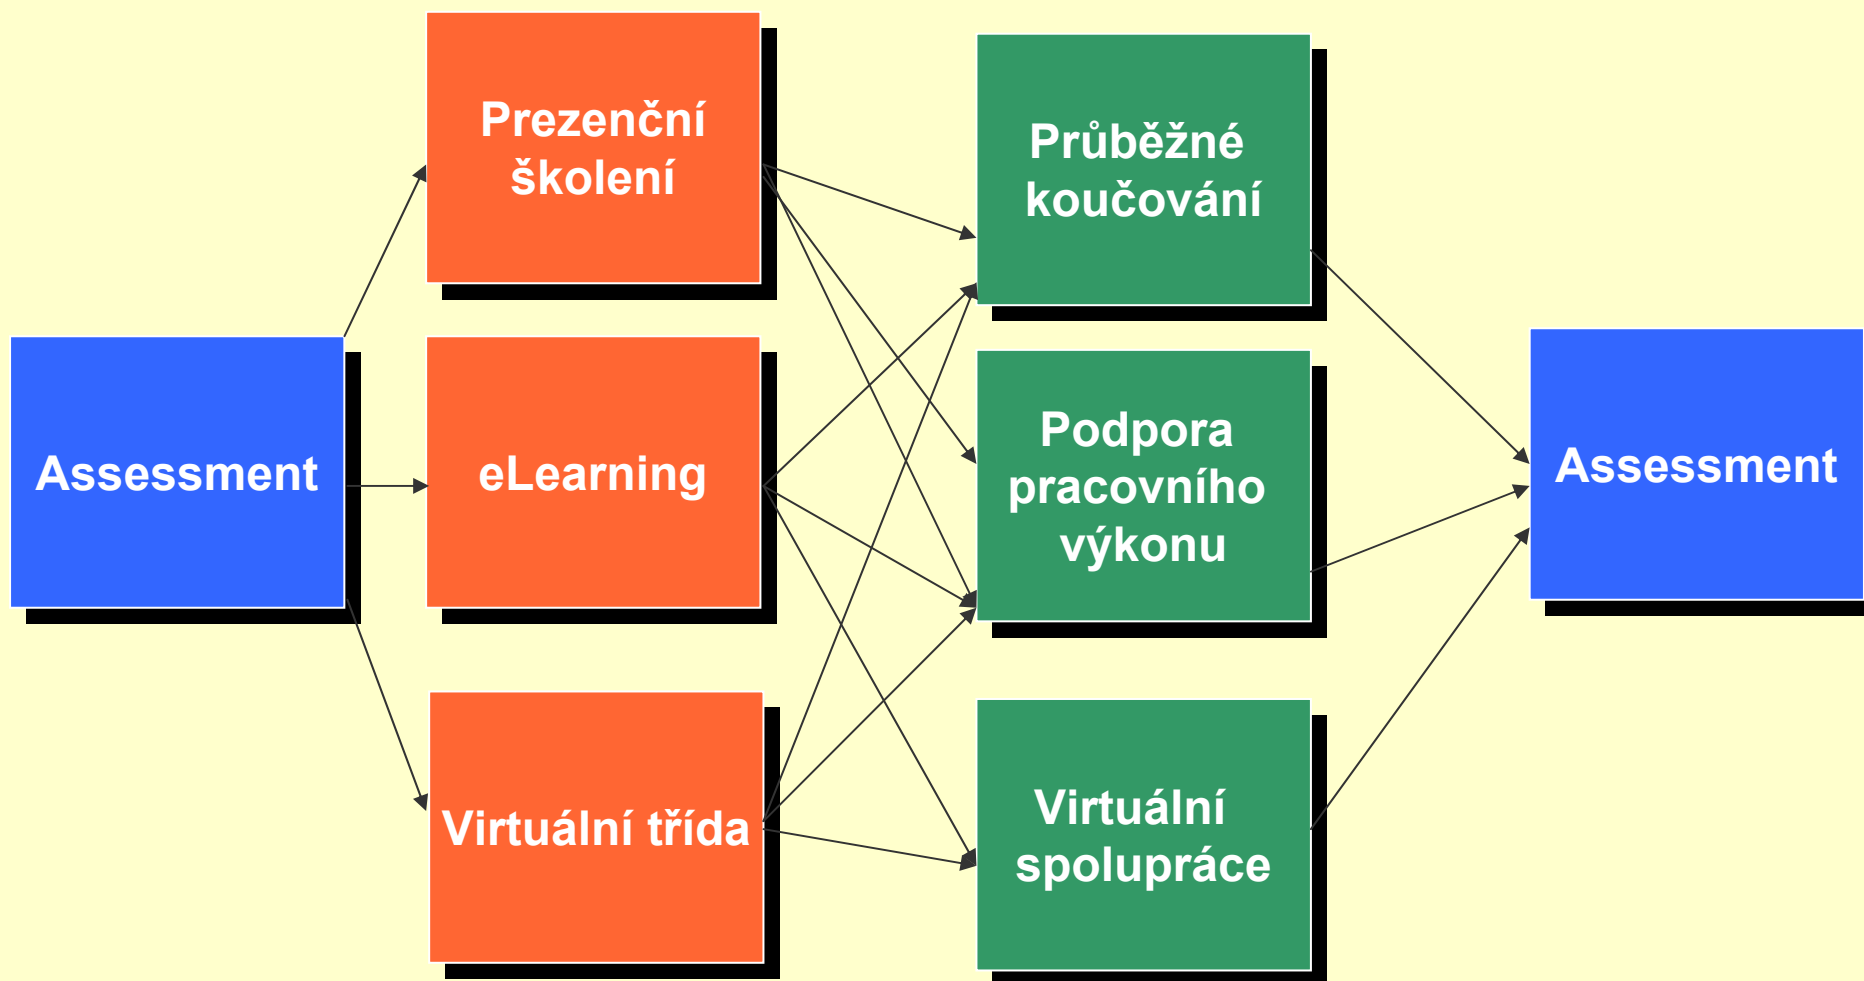 Assessment
Prezenční
školení
eLearning
Virtuální třída
Průběžné
koučování
Podpora
pracovního
výkonu
Virtuální
spolupráce
Assessment